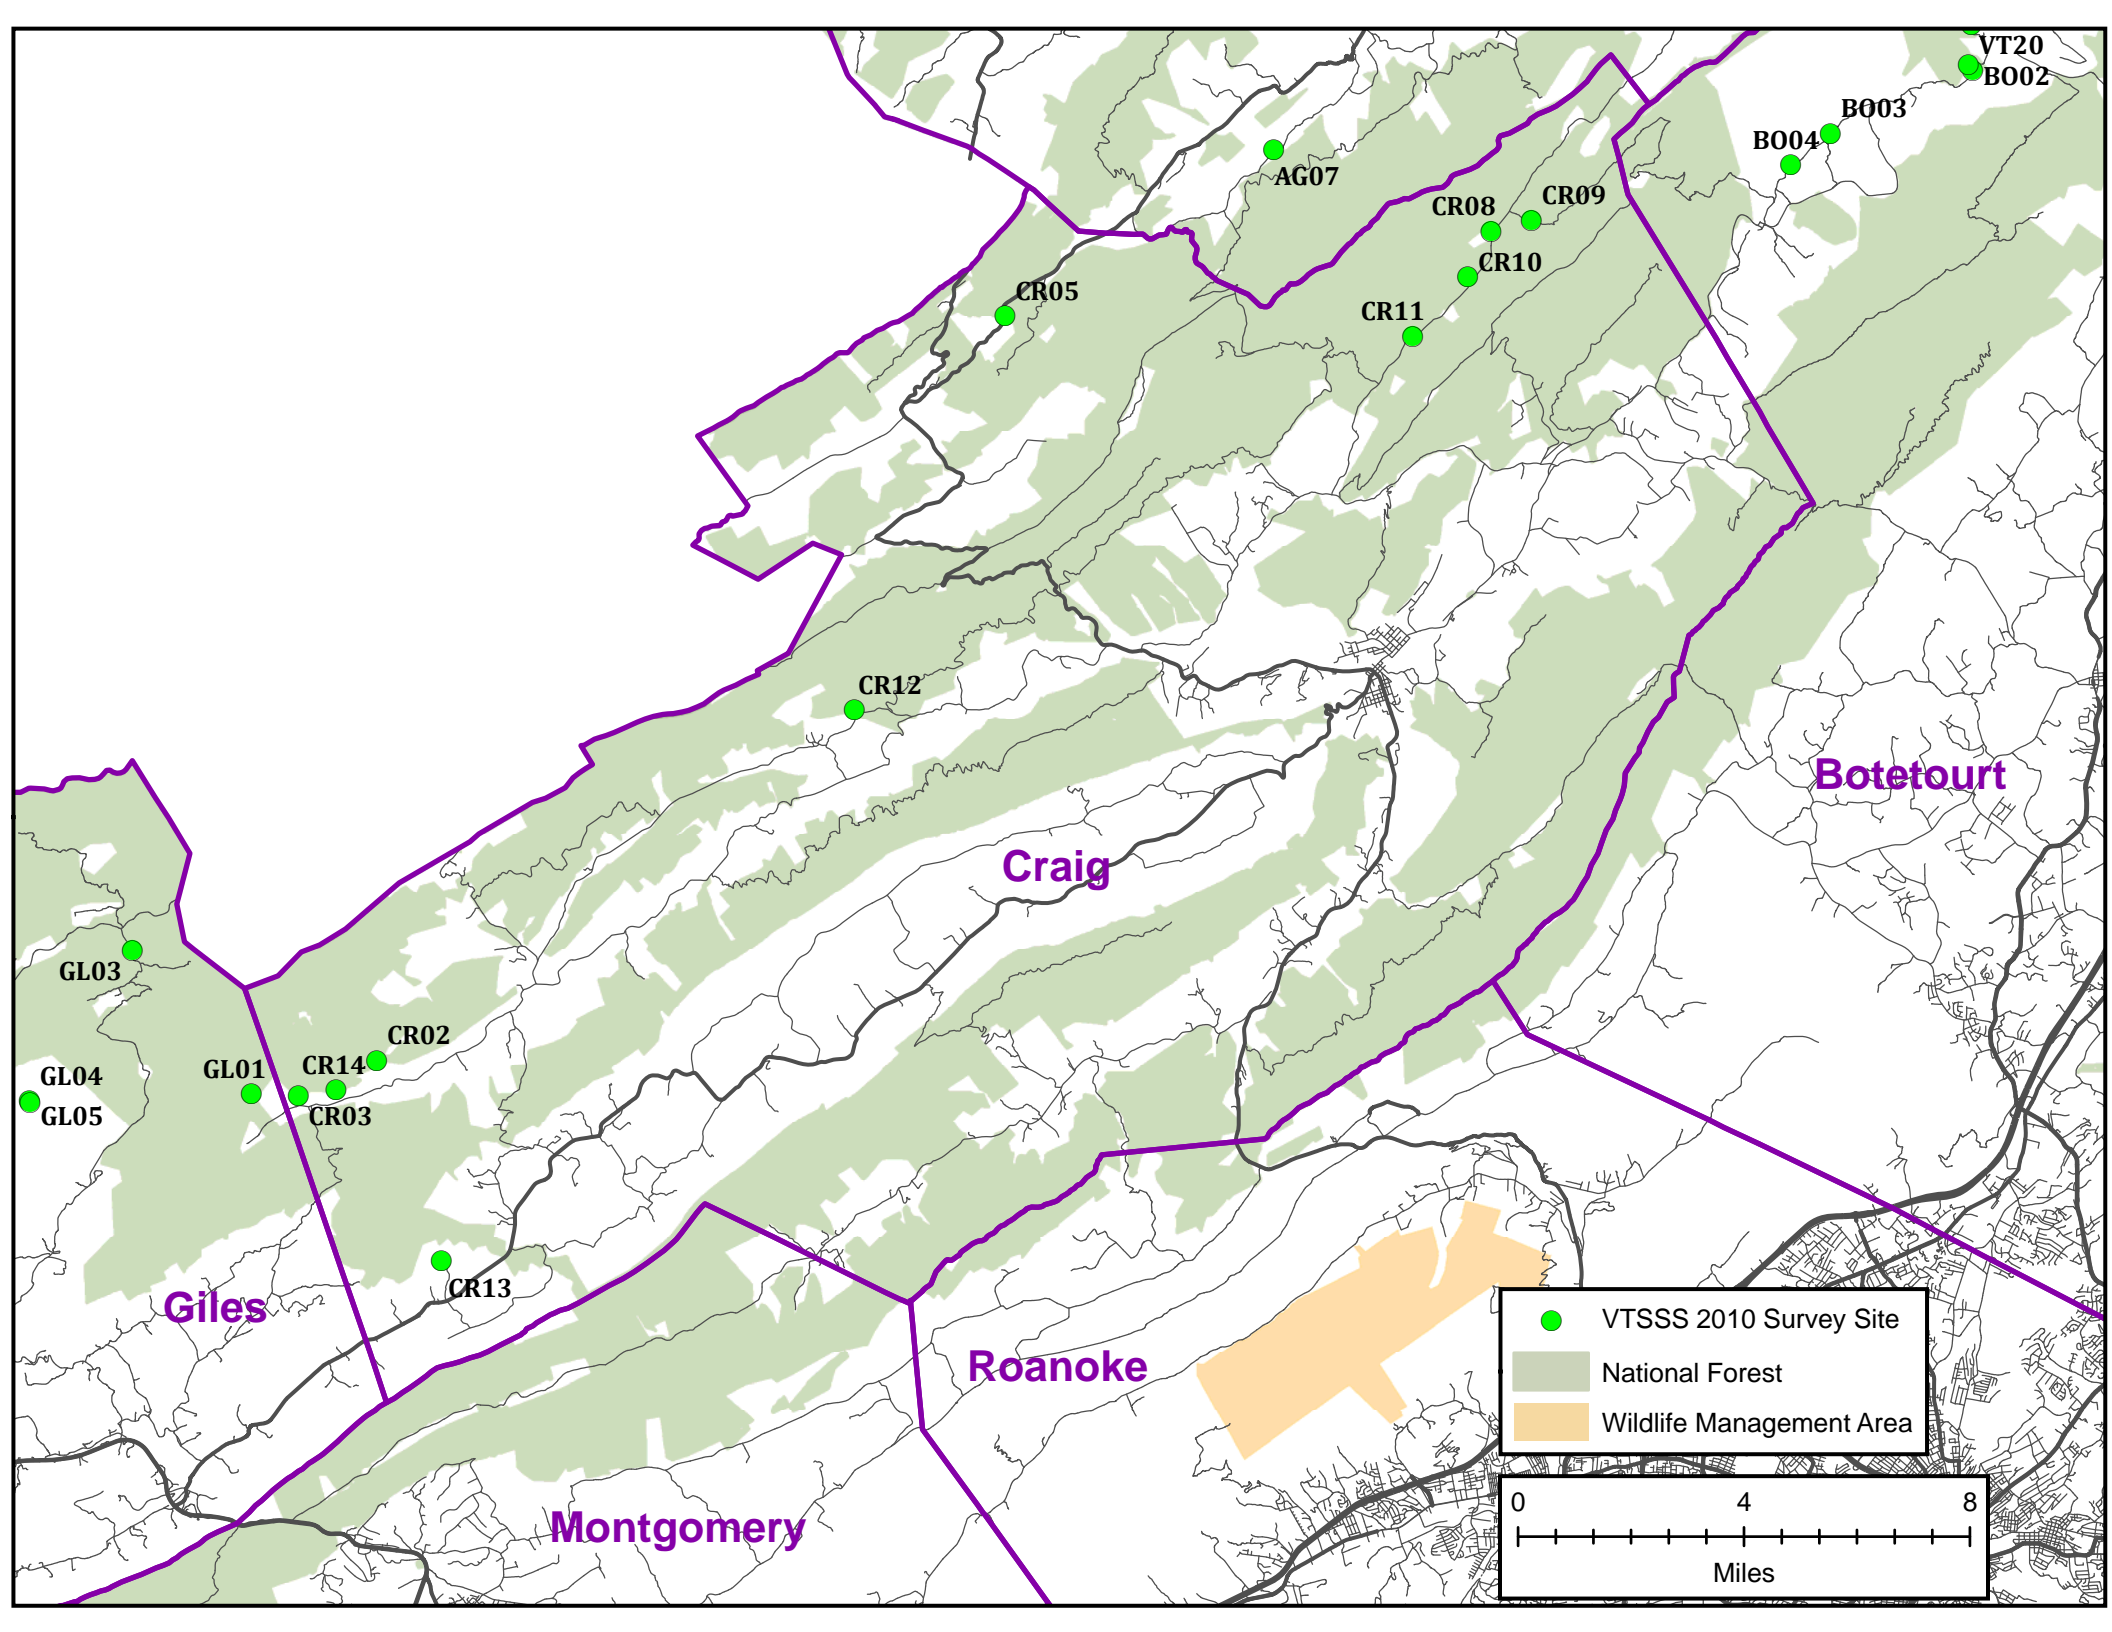 VT20
BO02
BO03
BO04
AG07
CR09
CR08
CR10
CR05
CR11
CR12
Botetourt
Craig
GL03
CR02
CR14
GL01
GL04
CR03
GL05
CR13
Giles
Roanoke
Montgomery
VTSSS 2010 Survey Site
National Forest
Wildlife Management Area
0 4 8
Miles